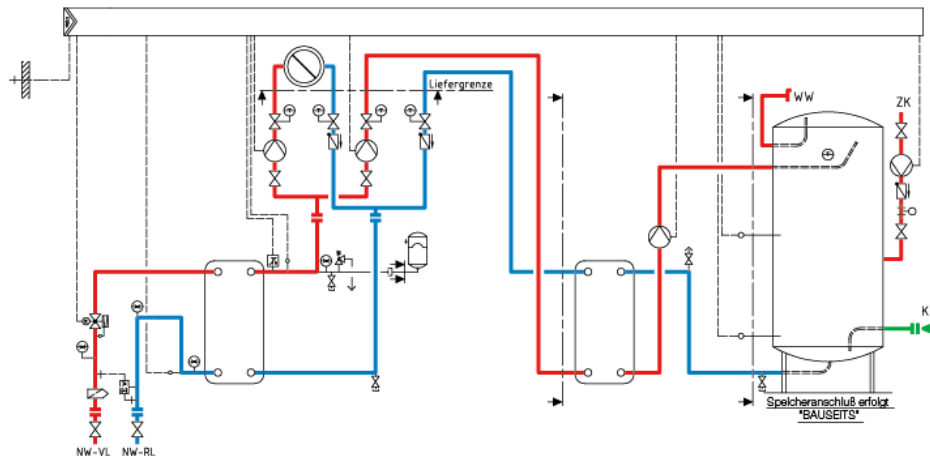 Liefergrenze
WW
ZK
K
Speicheranschluß erfolgt
"BAUSEITS"
NW-VL
NW-RL